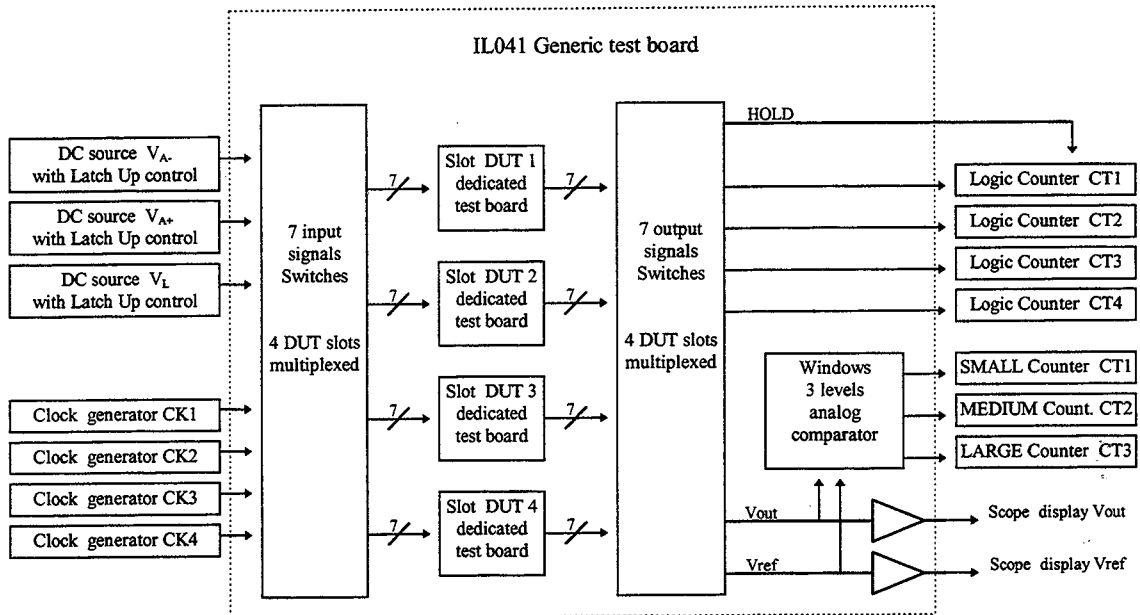 IL041 Generic test board
DC source V_A-
with Latch Up control
DC source V_A+
with Latch Up control
DC source V_L
with Latch Up control
Clock generator CK1
Clock generator CK2
Clock generator CK3
Clock generator CK4
7 input
signals
Switches
4 DUT slots
multiplexed
7
7
7
7
Slot DUT 1
dedicated
test board
Slot DUT 2
dedicated
test board
Slot DUT 3
dedicated
test board
Slot DUT 4
dedicated
test board
7
7
7
7
7 output
signals
Switches
4 DUT slots
multiplexed
HOLD
Logic Counter CT1
Logic Counter CT2
Logic Counter CT3
Logic Counter CT4
Windows
3 levels
analog
comparator
SMALL Counter CT1
MEDIUM Count. CT2
LARGE Counter CT3
Vout
Scope display Vout
Vref
Scope display Vref